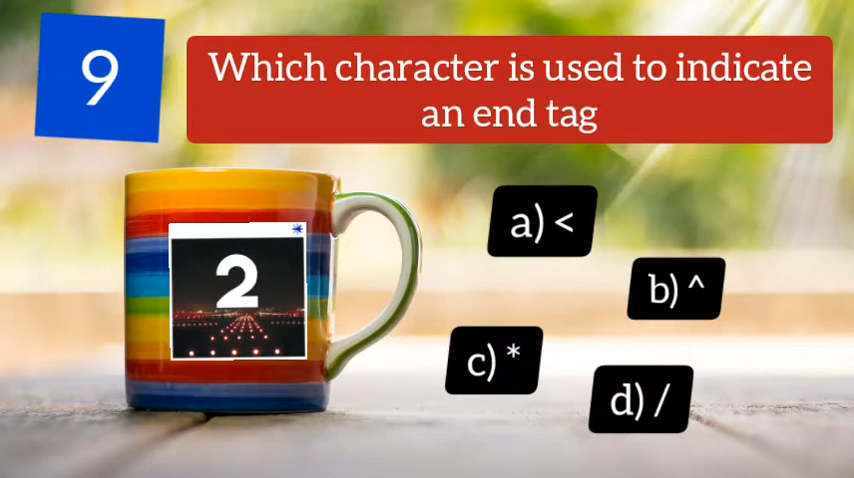 9
Which character is used to indicate
an end tag
2
a) <
b) ^
c) *
d) /